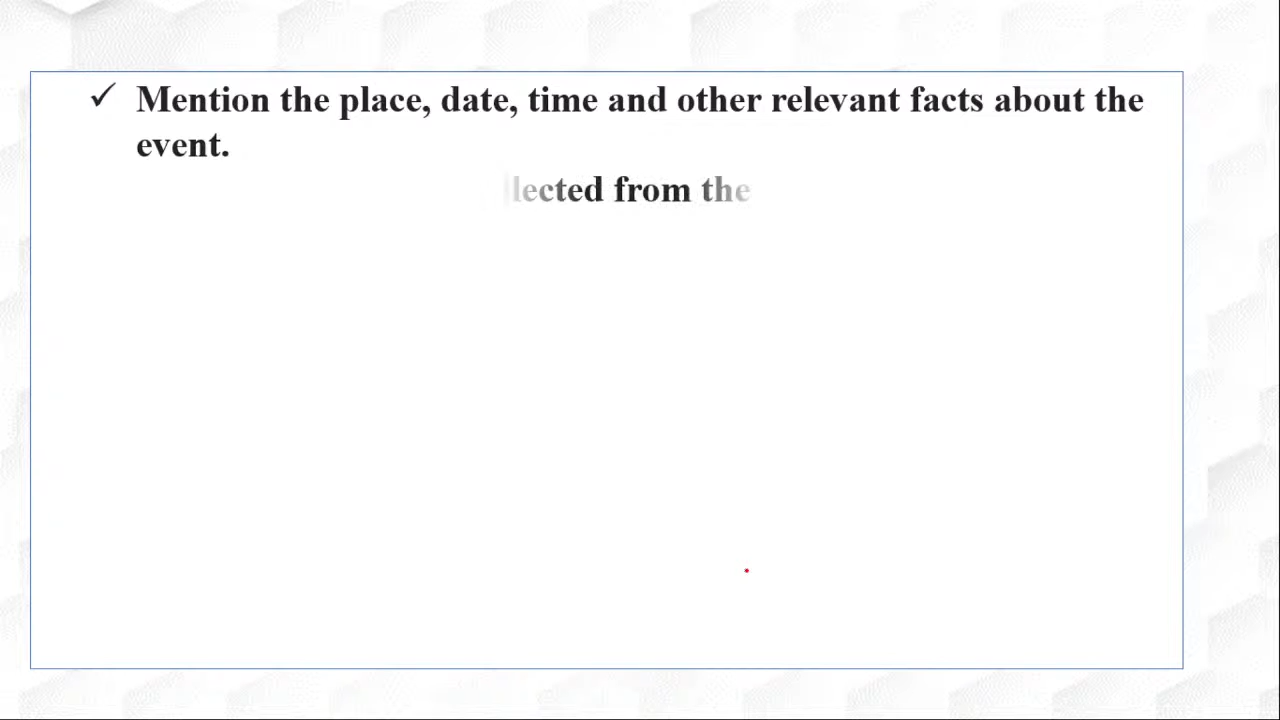 ✓ Mention the place, date, time and other relevant facts about the
event.
lected from the